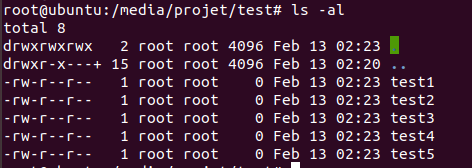 root@ubuntu:/media/projet/test# ls -al
total 8
drwxrwxrwx   2 root root 4096 Feb 13 02:23 .
drwxr-x---+ 15 root root 4096 Feb 13 02:20 ..
-rw-r--r--   1 root root    0 Feb 13 02:23 test1
-rw-r--r--   1 root root    0 Feb 13 02:23 test2
-rw-r--r--   1 root root    0 Feb 13 02:23 test3
-rw-r--r--   1 root root    0 Feb 13 02:23 test4
-rw-r--r--   1 root root    0 Feb 13 02:23 test5